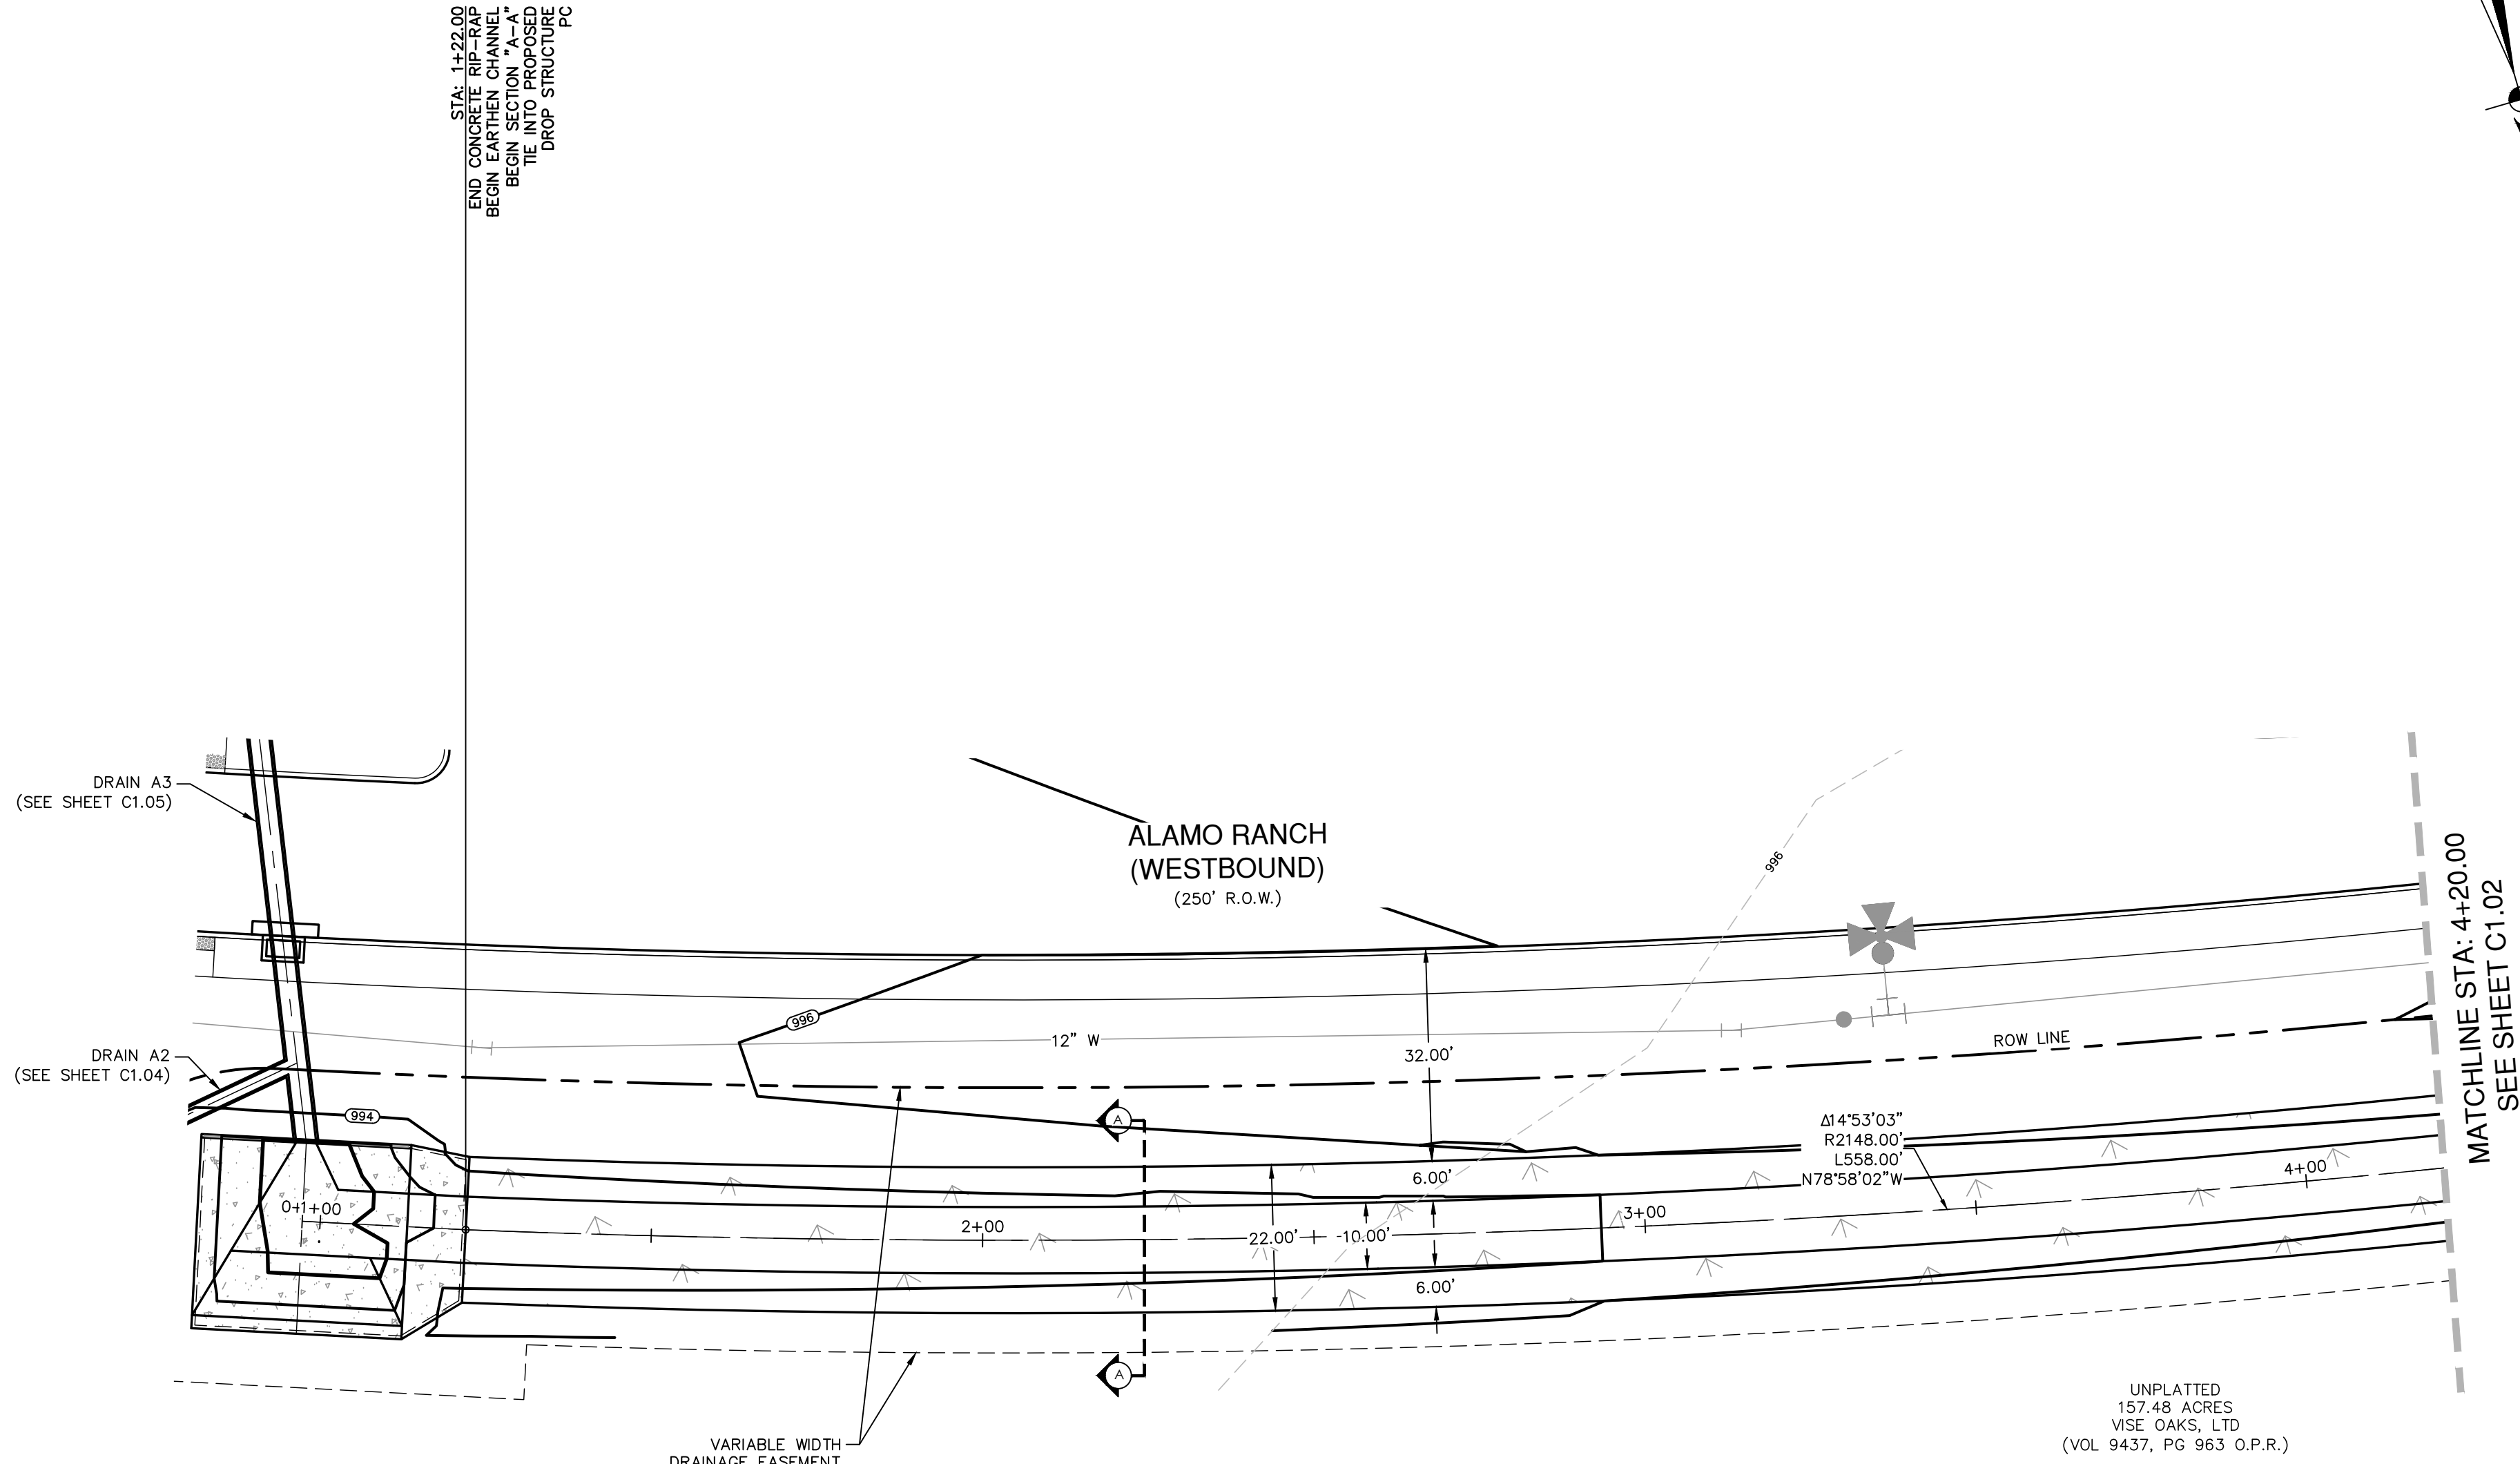 STA: 1+22.00
END CONCRETE RIP-RAP
BEGIN EARTHEN CHANNEL
BEGIN SECTION "A-A"
TIE INTO PROPOSED
DROP STRUCTURE
PC
DRAIN A3
(SEE SHEET C1.05)
ALAMO RANCH
(WESTBOUND)
(250' R.O.W.)
996
996
12" W
32.00'
ROW LINE
DRAIN A2
(SEE SHEET C1.04)
994
A
Δ14°53'03"
R2148.00'
L558.00'
N78°58'02"W
6.00'
4+00
0+1+00
2+00
3+00
22.00'
10.00'
6.00'
A
MATCHLINE STA: 4+20.00
SEE SHEET C1.02
VARIABLE WIDTH
DRAINAGE EASEMENT
UNPLATTED
157.48 ACRES
VISE OAKS, LTD
(VOL 9437, PG 963 O.P.R.)